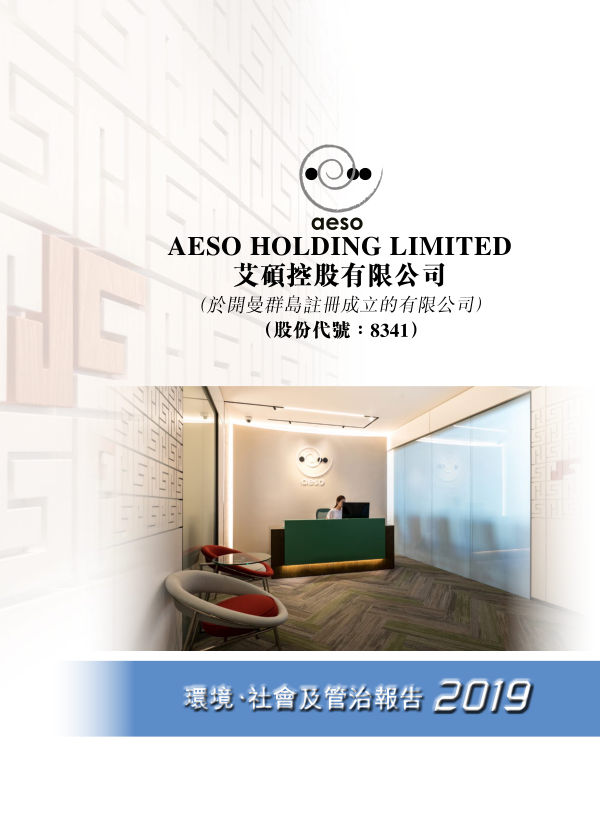 aeso
AESO HOLDING LIMITED
艾碩控股有限公司
(於開曼群島註冊成立的有限公司)
(股份代號：8341)
aeso
環境、社會及管治報告 2019